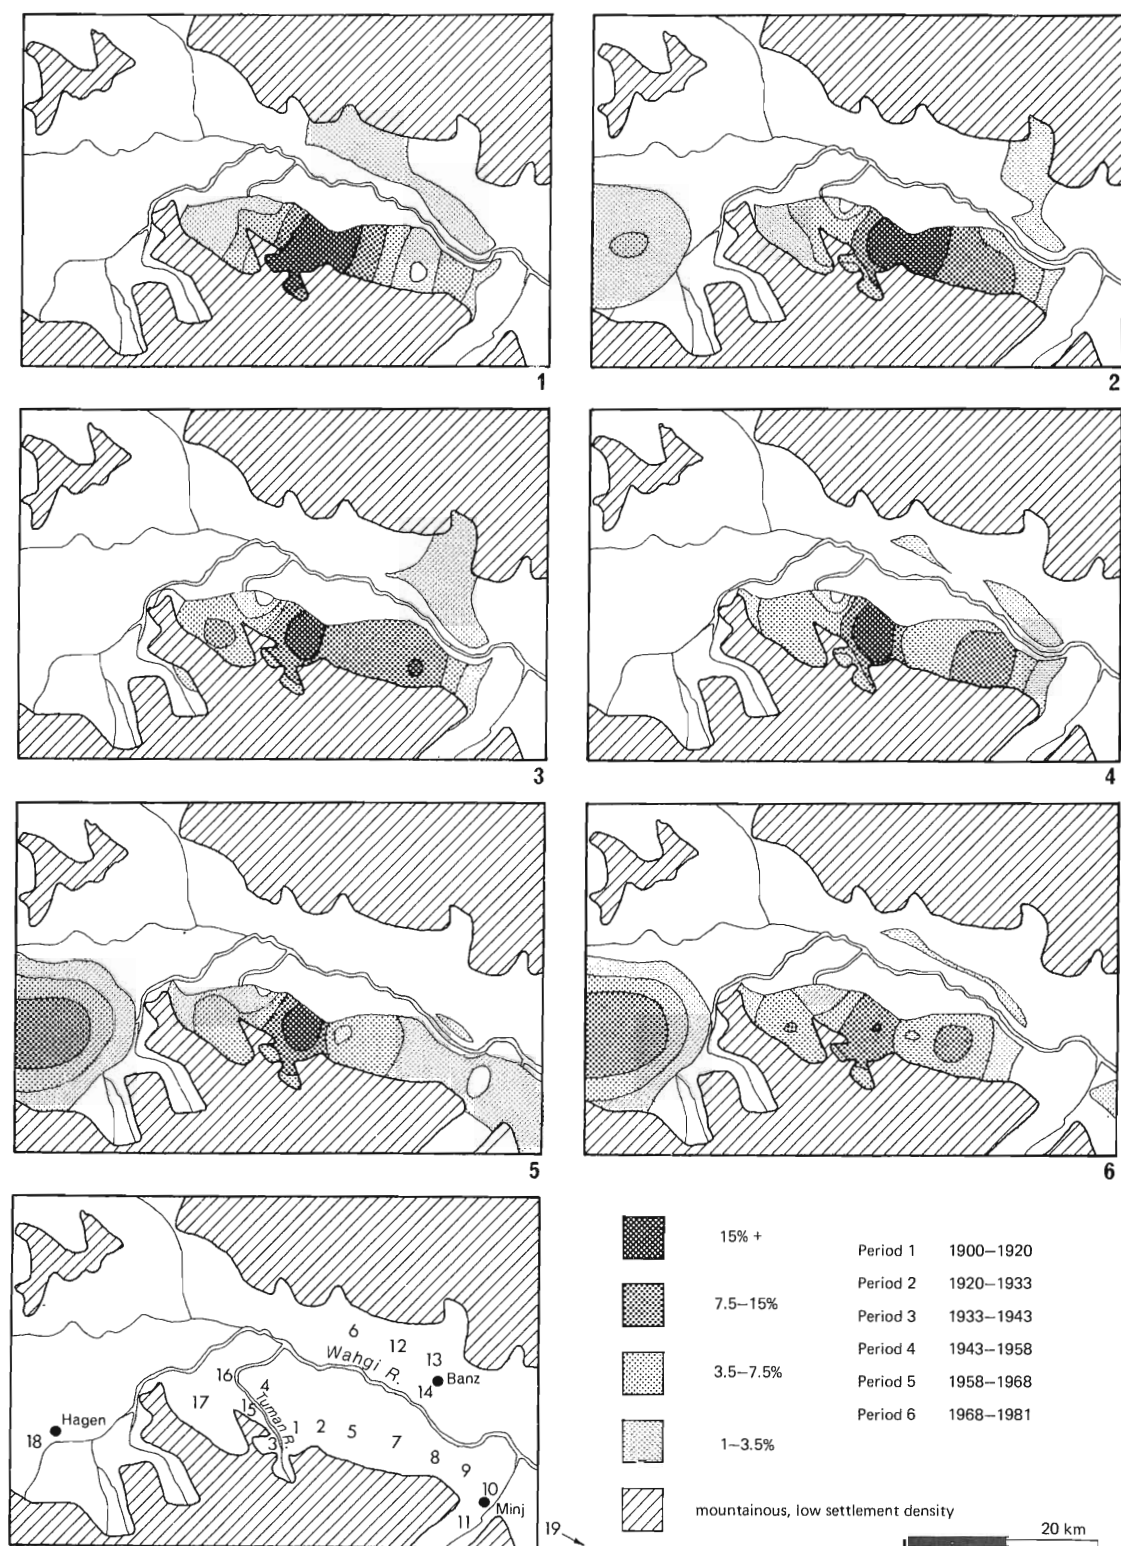 1
2
3
4
5
6
6
12
Wahgi R.
13
14
Banz
16
4
17
15
Tuman R.
Hagen
18
3
1
2
5
7
8
9
10
Minj
11
19
15% +
7.5–15%
3.5–7.5%
1–3.5%
mountainous, low settlement density
Period 1 1900–1920
Period 2 1920–1933
Period 3 1933–1943
Period 4 1943–1958
Period 5 1958–1968
Period 6 1968–1981
20 km